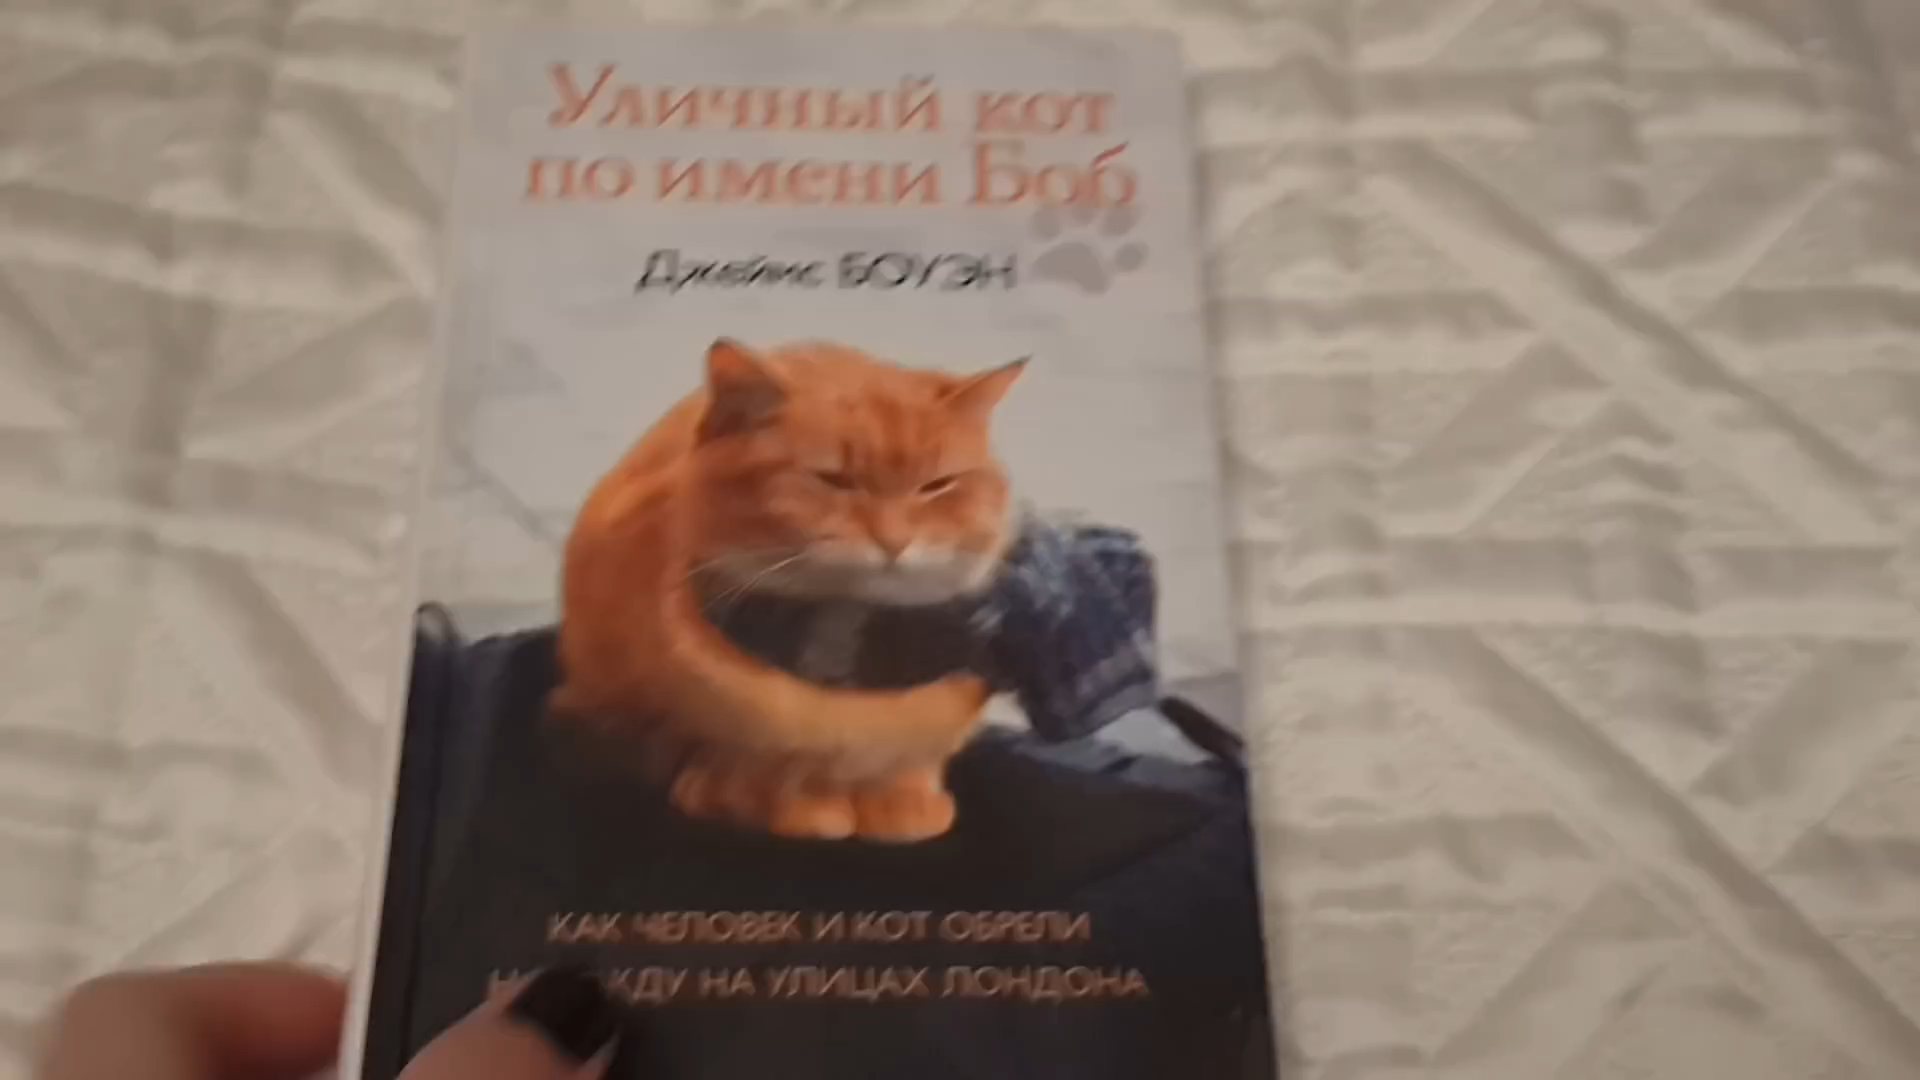 Уличный кот
по имени Боб
Джеймс БОУЭН
КАК ЧЕЛОВЕК И КОТ ОБРЕЛИ
НА УЛИЦАХ ЛОНДОНА